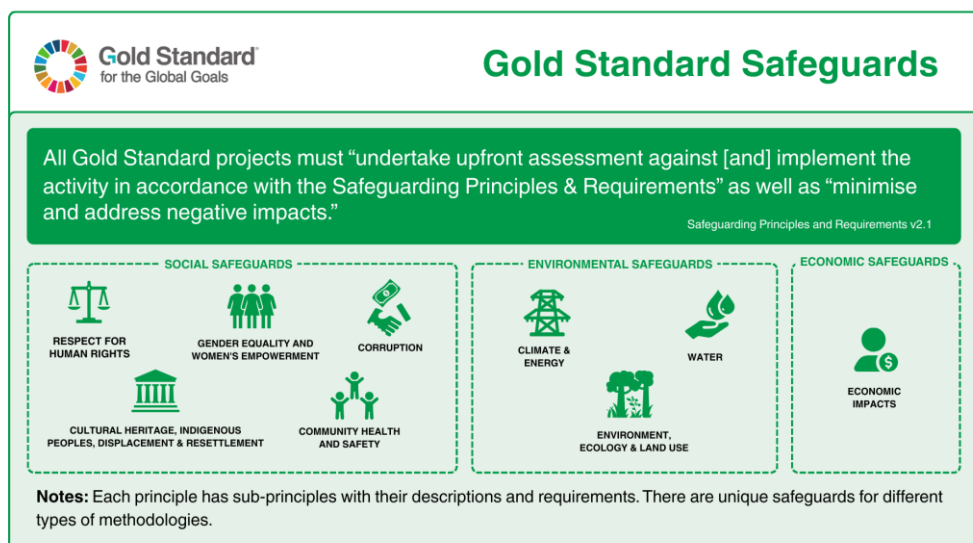 Gold Standard®
for the Global Goals
Gold Standard Safeguards
All Gold Standard projects must “undertake upfront assessment against [and] implement the
activity in accordance with the Safeguarding Principles & Requirements” as well as “minimise
and address negative impacts.”
Safeguarding Principles and Requirements v2.1
SOCIAL SAFEGUARDS
RESPECT FOR
HUMAN RIGHTS
GENDER EQUALITY AND
WOMEN'S EMPOWERMENT
CORRUPTION
CULTURAL HERITAGE, INDIGENOUS
PEOPLES, DISPLACEMENT & RESETTLEMENT
COMMUNITY HEALTH
AND SAFETY
ENVIRONMENTAL SAFEGUARDS
CLIMATE &
ENERGY
WATER
ENVIRONMENT,
ECOLOGY & LAND USE
ECONOMIC SAFEGUARDS
$
ECONOMIC
IMPACTS
Notes: Each principle has sub-principles with their descriptions and requirements. There are unique safeguards for different
types of methodologies.